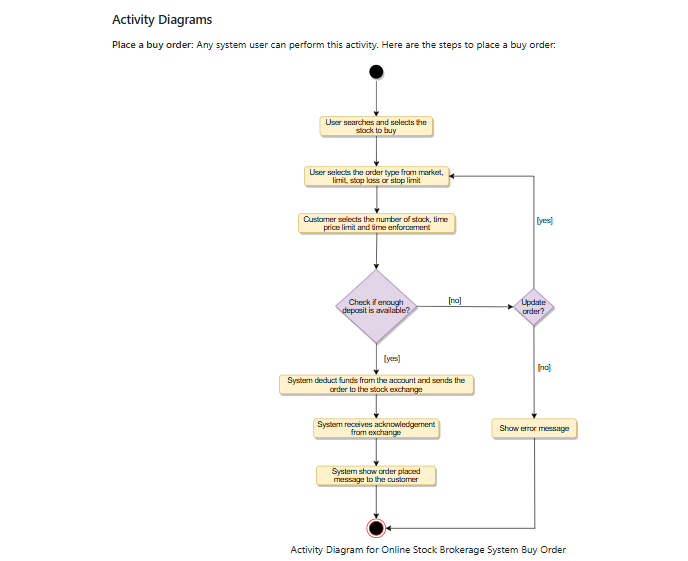 Activity Diagrams
Place a buy order: Any system user can perform this activity. Here are the steps to place a buy order:
User searches and selects the
stock to buy
User selects the order type from market,
limit, stop loss or stop limit
[yes]
Customer selects the number of stock, time
price limit and time enforcement
Check if enough
deposit is available?
[no]
Update
order?
[yes]
[no]
System deduct funds from the account and sends the
order to the stock exchange
System receives acknowledgement
from exchange
Show error message
System show order placed
message to the customer
Activity Diagram for Online Stock Brokerage System Buy Order